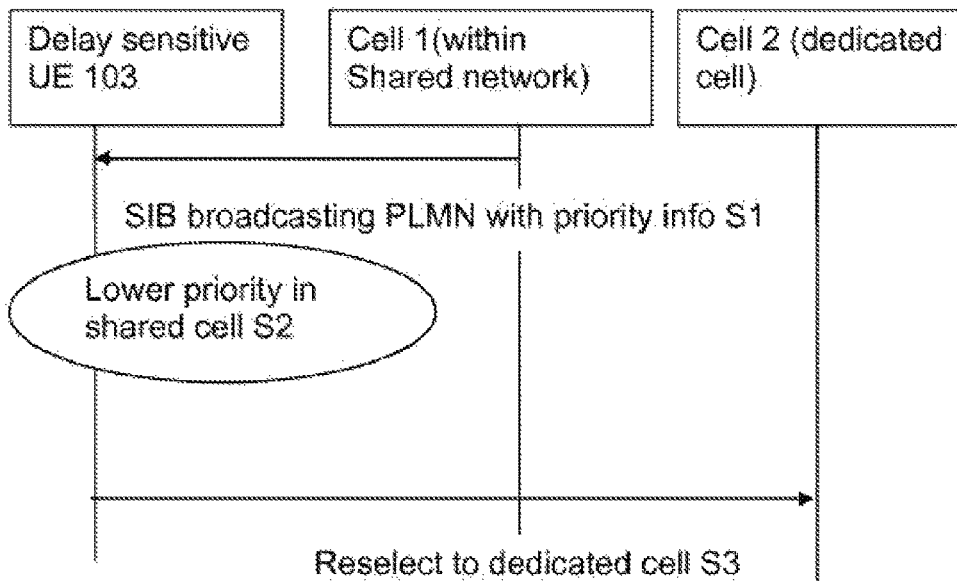 Delay sensitive
UE 103
Cell 1(within
Shared network)
Cell 2 (dedicated
cell)
SIB broadcasting PLMN with priority info S1
Lower priority in
shared cell S2
Reselect to dedicated cell S3